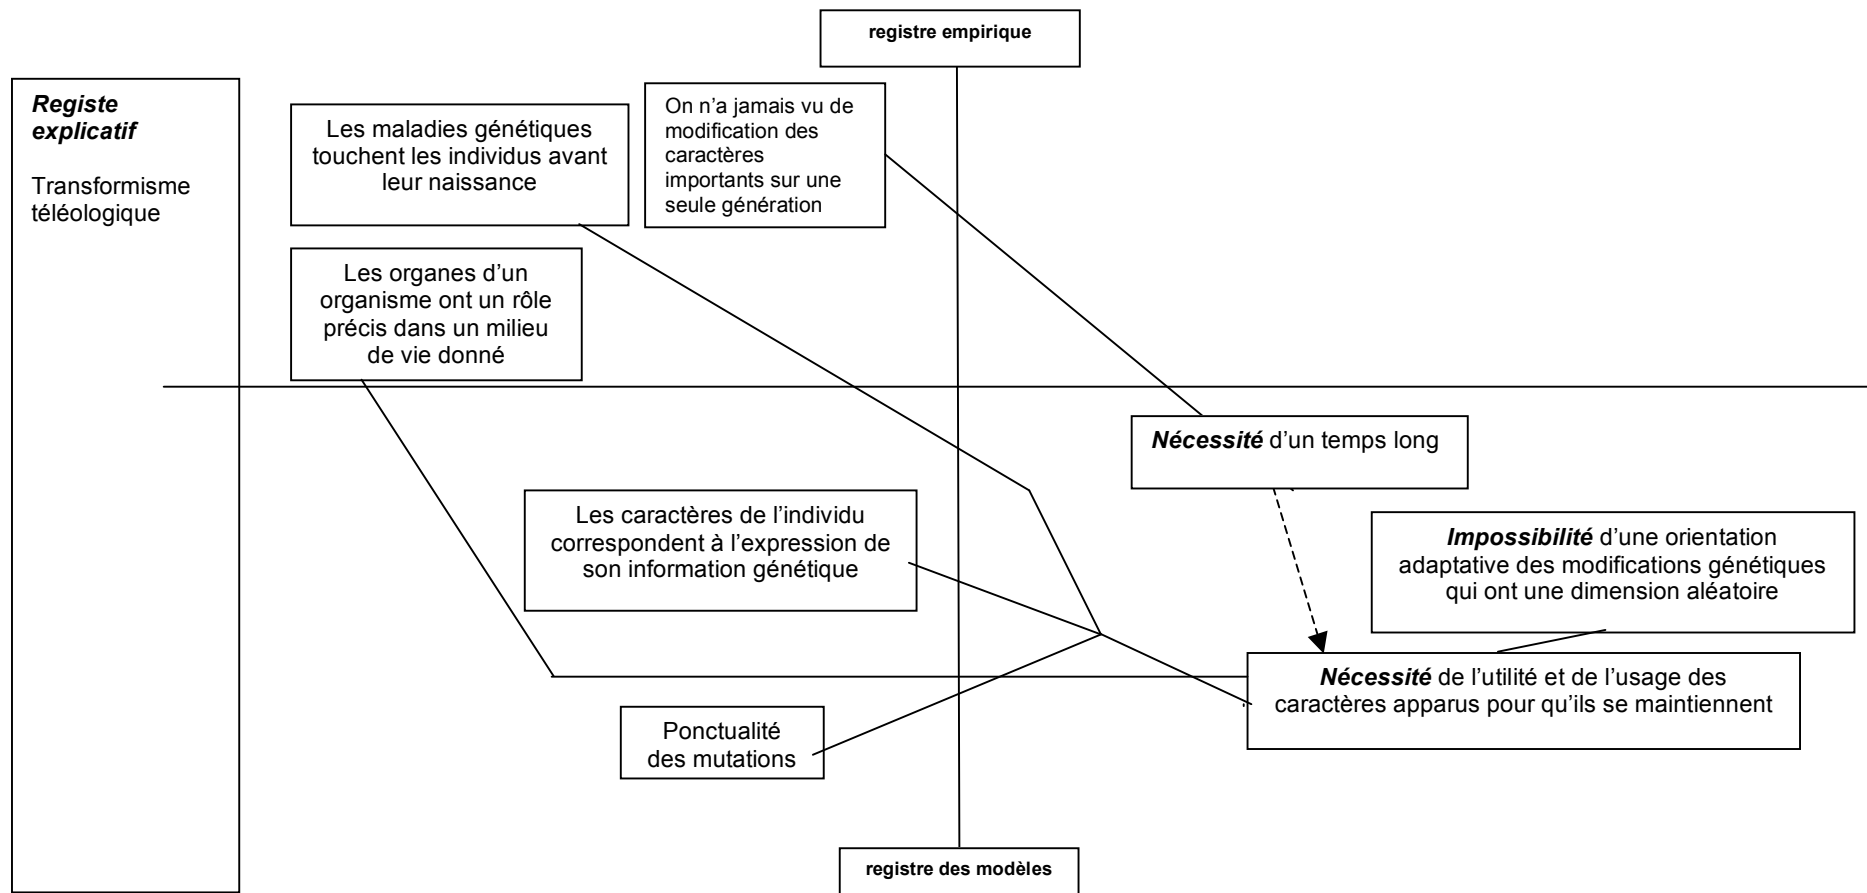 registre empirique
Registe
explicatif
Transformisme
téléologique
Les maladies génétiques
touchent les individus avant
leur naissance
On n'a jamais vu de
modification des
caractères
importants sur une
seule génération
Les organes d'un
organisme ont un rôle
précis dans un milieu
de vie donné
Nécessité d'un temps long
Les caractères de l'individu
correspondent à l'expression de
son information génétique
Impossibilité d'une orientation
adaptative des modifications génétiques
qui ont une dimension aléatoire
Nécessité de l'utilité et de l'usage des
caractères apparus pour qu'ils se maintiennent
Ponctualité
des mutations
registre des modèles